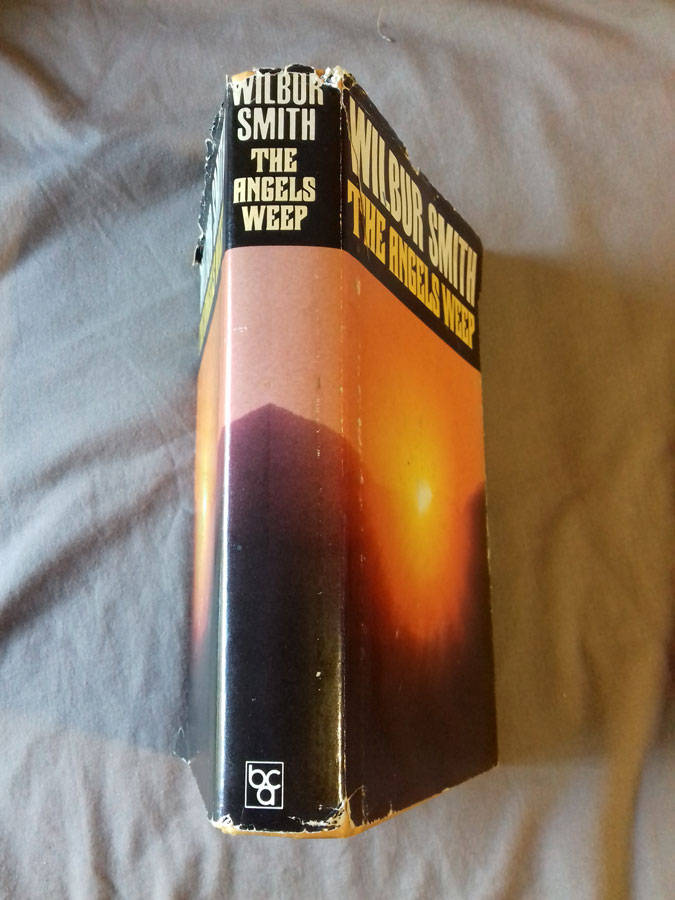 WILBUR
SMITH
THE
ANGELS
WEEP
WILBUR SMITH
THE ANGELS WEEP
bca